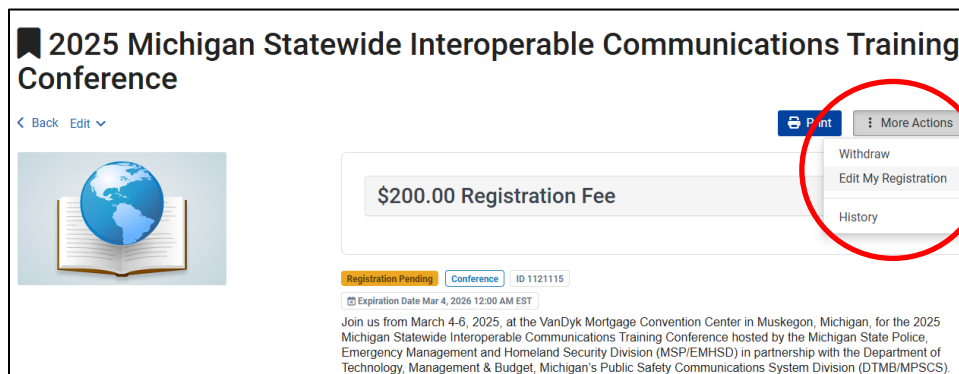 2025 Michigan Statewide Interoperable Communications Training
Conference
Back Edit
Print More Actions
Withdraw
Edit My Registration
History
$200.00 Registration Fee
Registration Pending Conference ID 1121115
Expiration Date Mar 4, 2026 12:00 AM EST
Join us from March 4-6, 2025, at the VanDyk Mortgage Convention Center in Muskegon, Michigan, for the 2025
Michigan Statewide Interoperable Communications Training Conference hosted by the Michigan State Police,
Emergency Management and Homeland Security Division (MSP/EMHSD) in partnership with the Department of
Technology, Management & Budget, Michigan's Public Safety Communications System Division (DTMB/MPSCS).